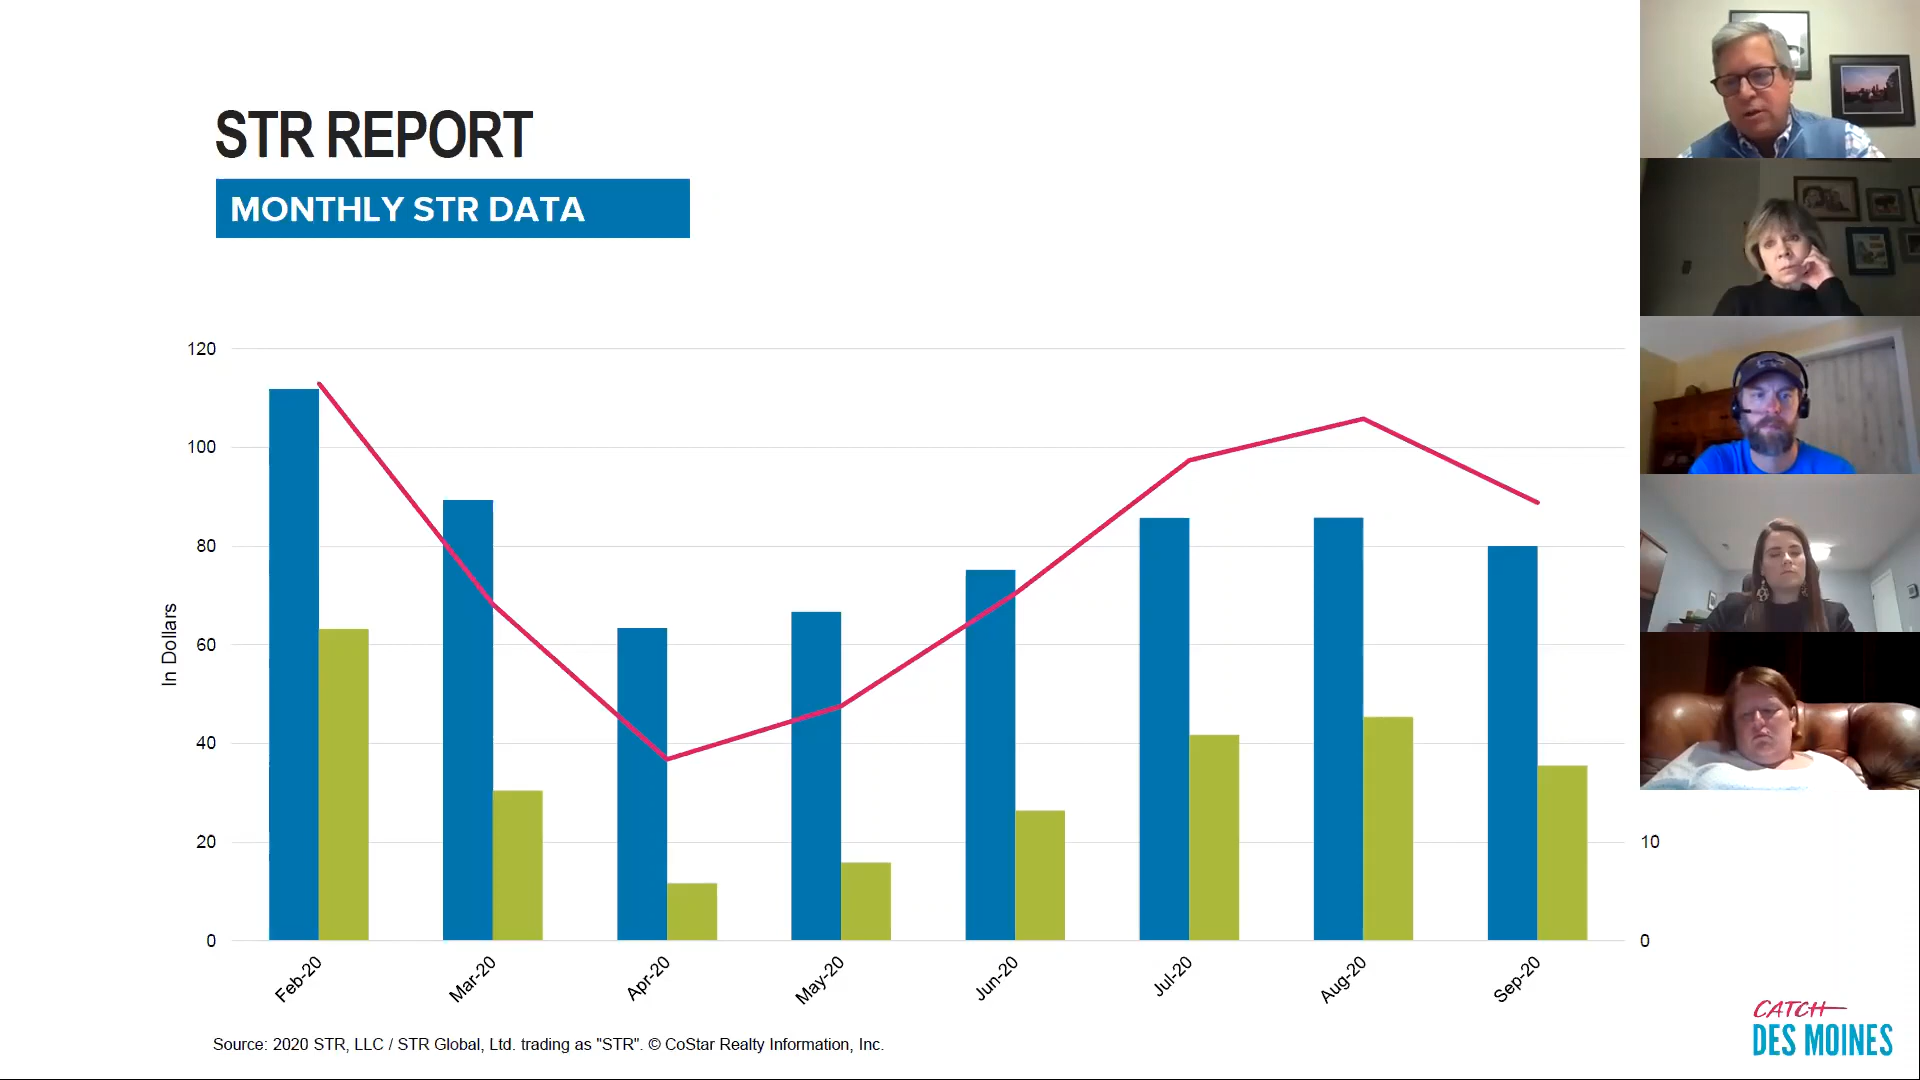 STR REPORT
MONTHLY STR DATA
120
100
80
60
40
20
0
In Dollars
10
0
Feb-20
Mar-20
Apr-20
May-20
Jun-20
Jul-20
Aug-20
Sep-20
Source: 2020 STR, LLC / STR Global, Ltd. trading as "STR". © CoStar Realty Information, Inc.
CATCH
DES MOINES